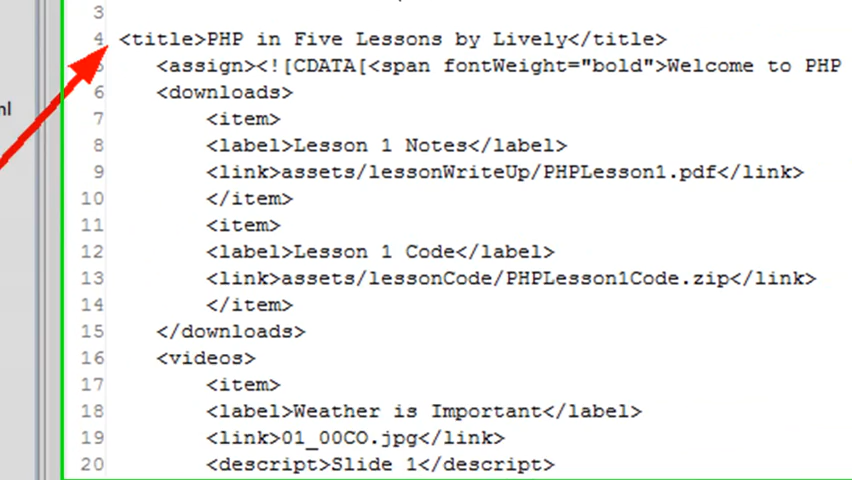 3
4 <title>PHP in Five Lessons by Lively</title>
<assign><![CDATA[<span fontWeight="bold">Welcome to PHP
6 <downloads>
7 <item>
8 <label>Lesson 1 Notes</label>
9 <link>assets/lessonWriteUp/PHPLesson1.pdf</link>
10 </item>
11 <item>
12 <label>Lesson 1 Code</label>
13 <link>assets/lessonCode/PHPLesson1Code.zip</link>
14 </item>
15 </downloads>
16 <videos>
17 <item>
18 <label>Weather is Important</label>
19 <link>01_00CO.jpg</link>
20 <descript>Slide 1</descript>